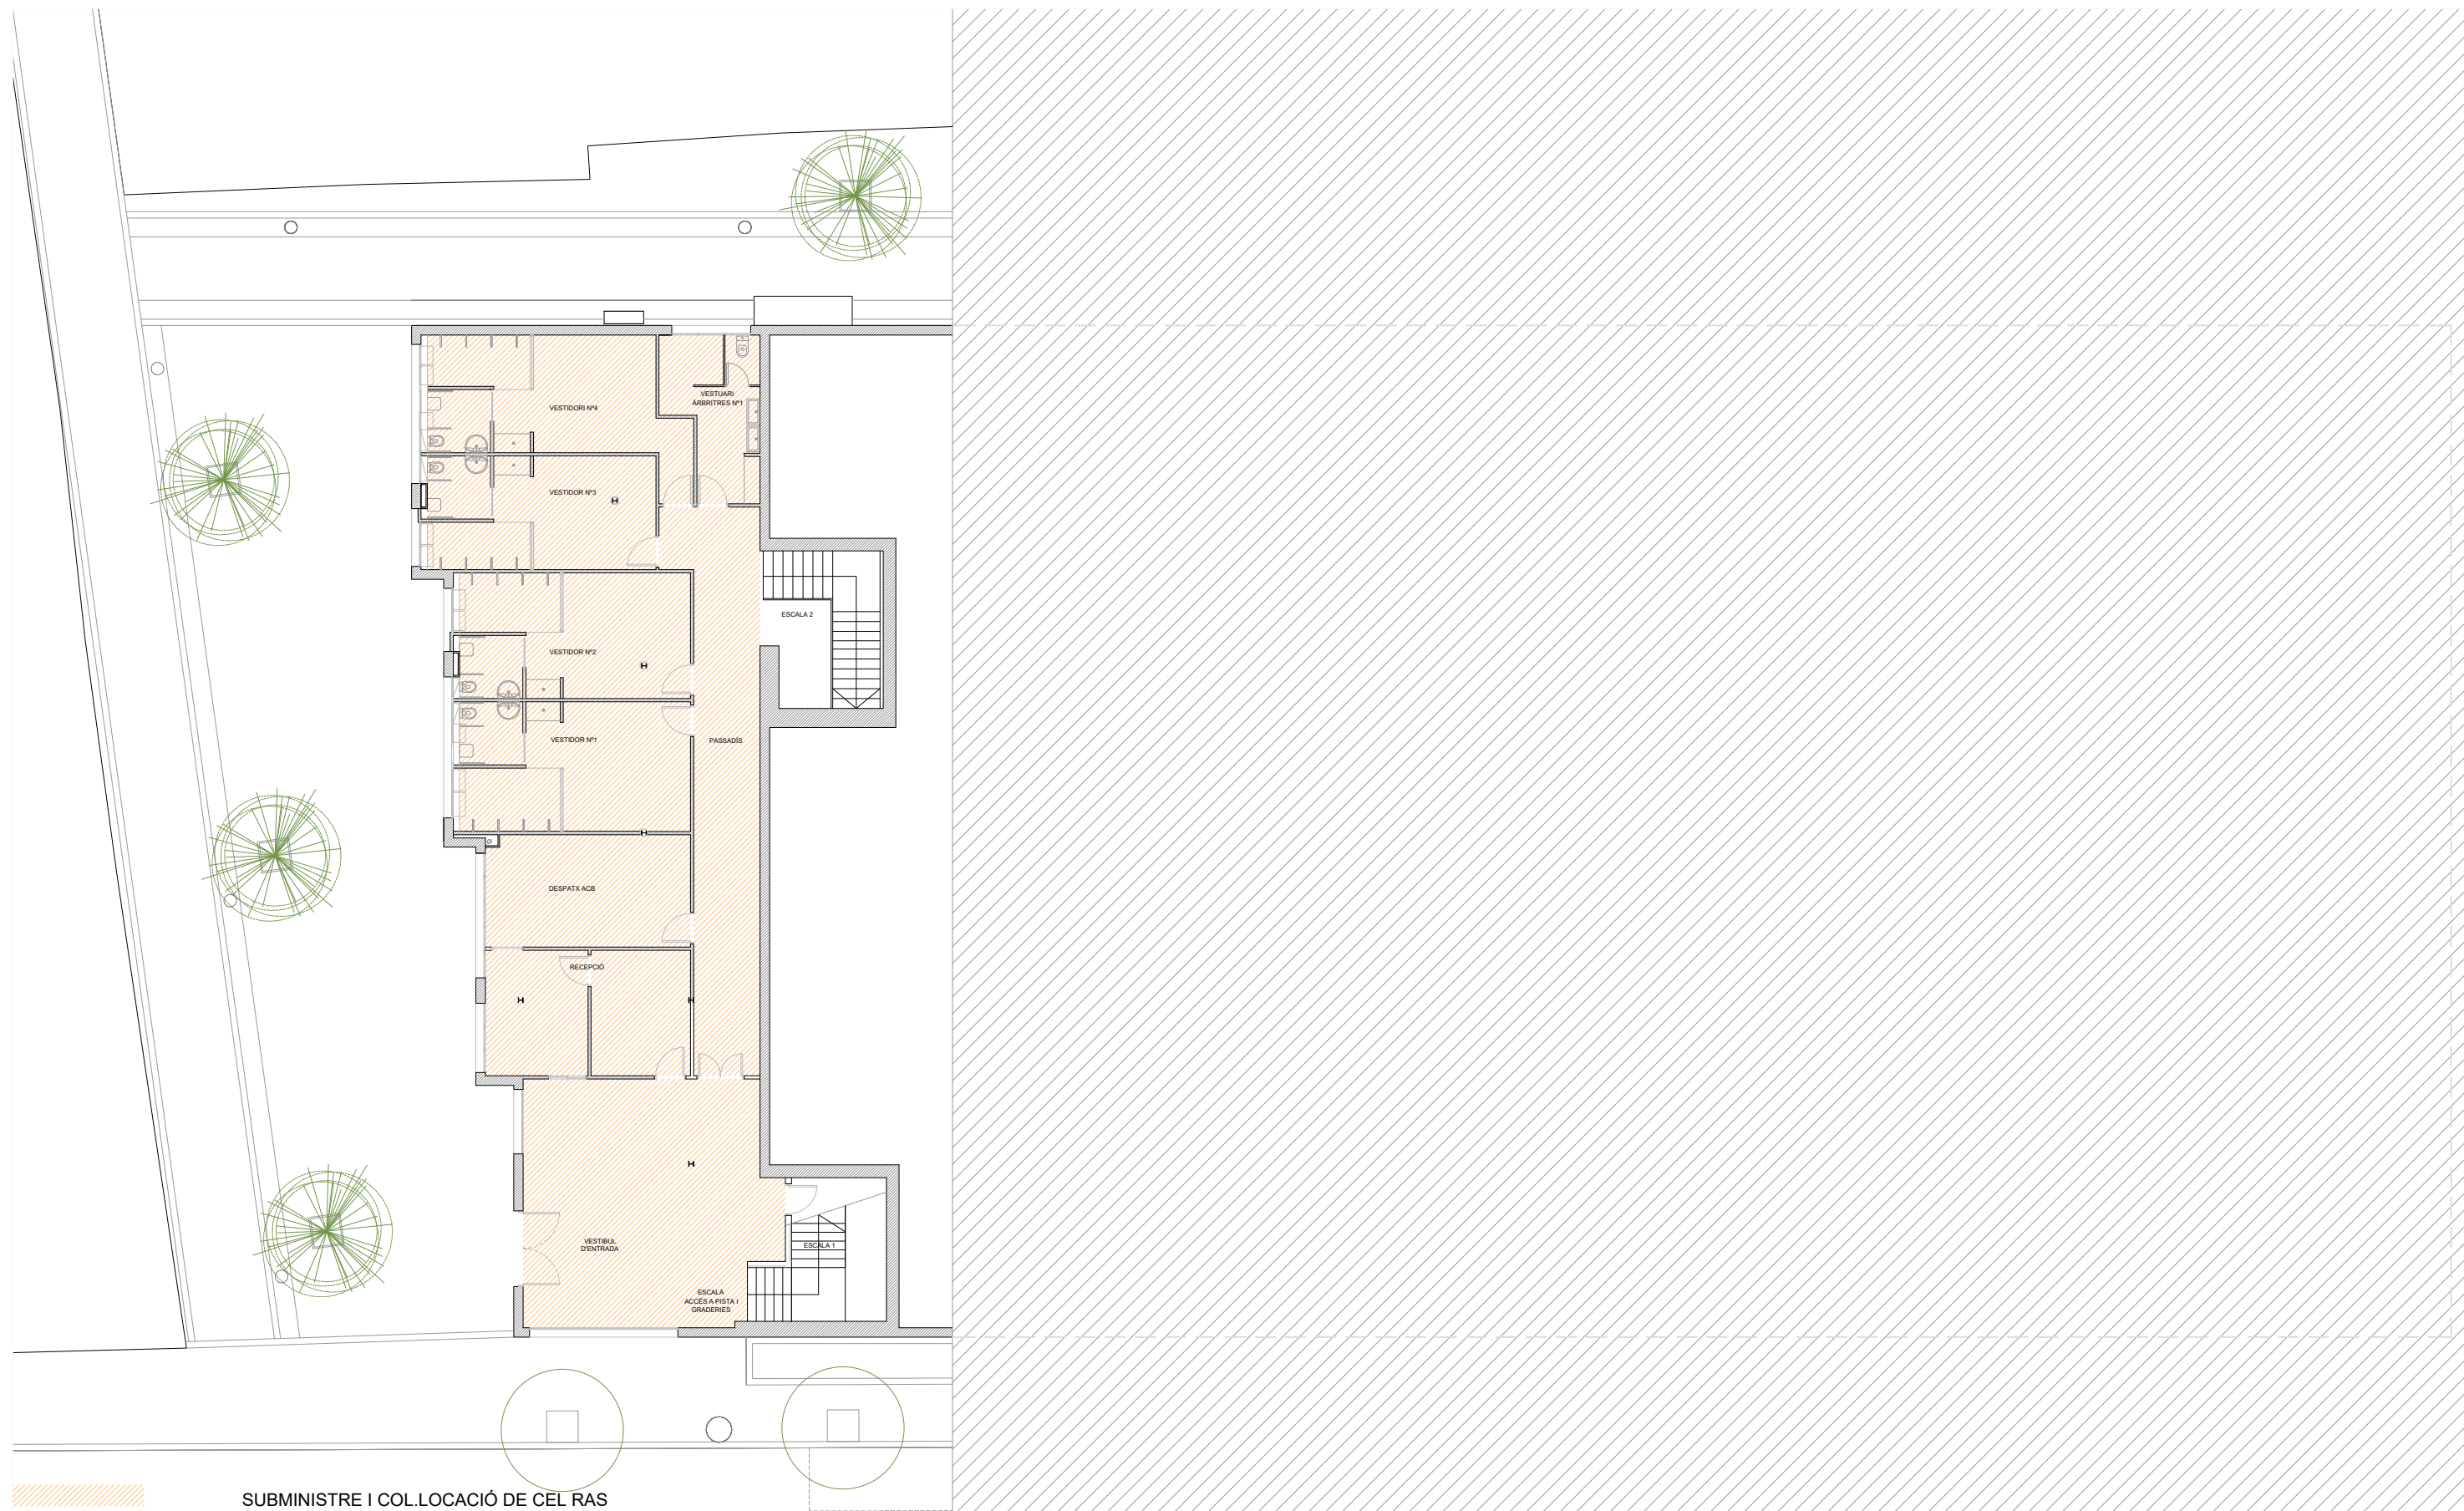 VESTUARI
ÀRBRITRES Nº1
VESTIDORI Nº4
VESTIDOR Nº3
ESCALA 2
VESTIDOR Nº2
VESTIDOR Nº1
PASSADÍS
DESPATX ACB
RECEPCIÓ
VESTIBUL
D'ENTRADA
ESCALA 1
ESCALA
ACCÉS A PISTA I
GRADERIES
SUBMINISTRE I COL.LOCACIÓ DE CEL RAS